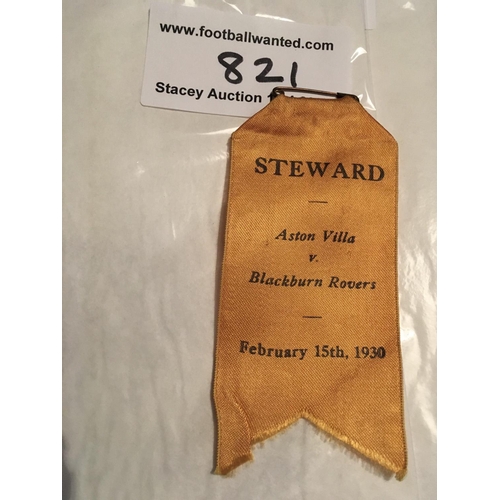 www.footballwanted.com
821
Stacey Auction
STEWARD
Aston Villa
v.
Blackburn Rovers
February 15th, 1930